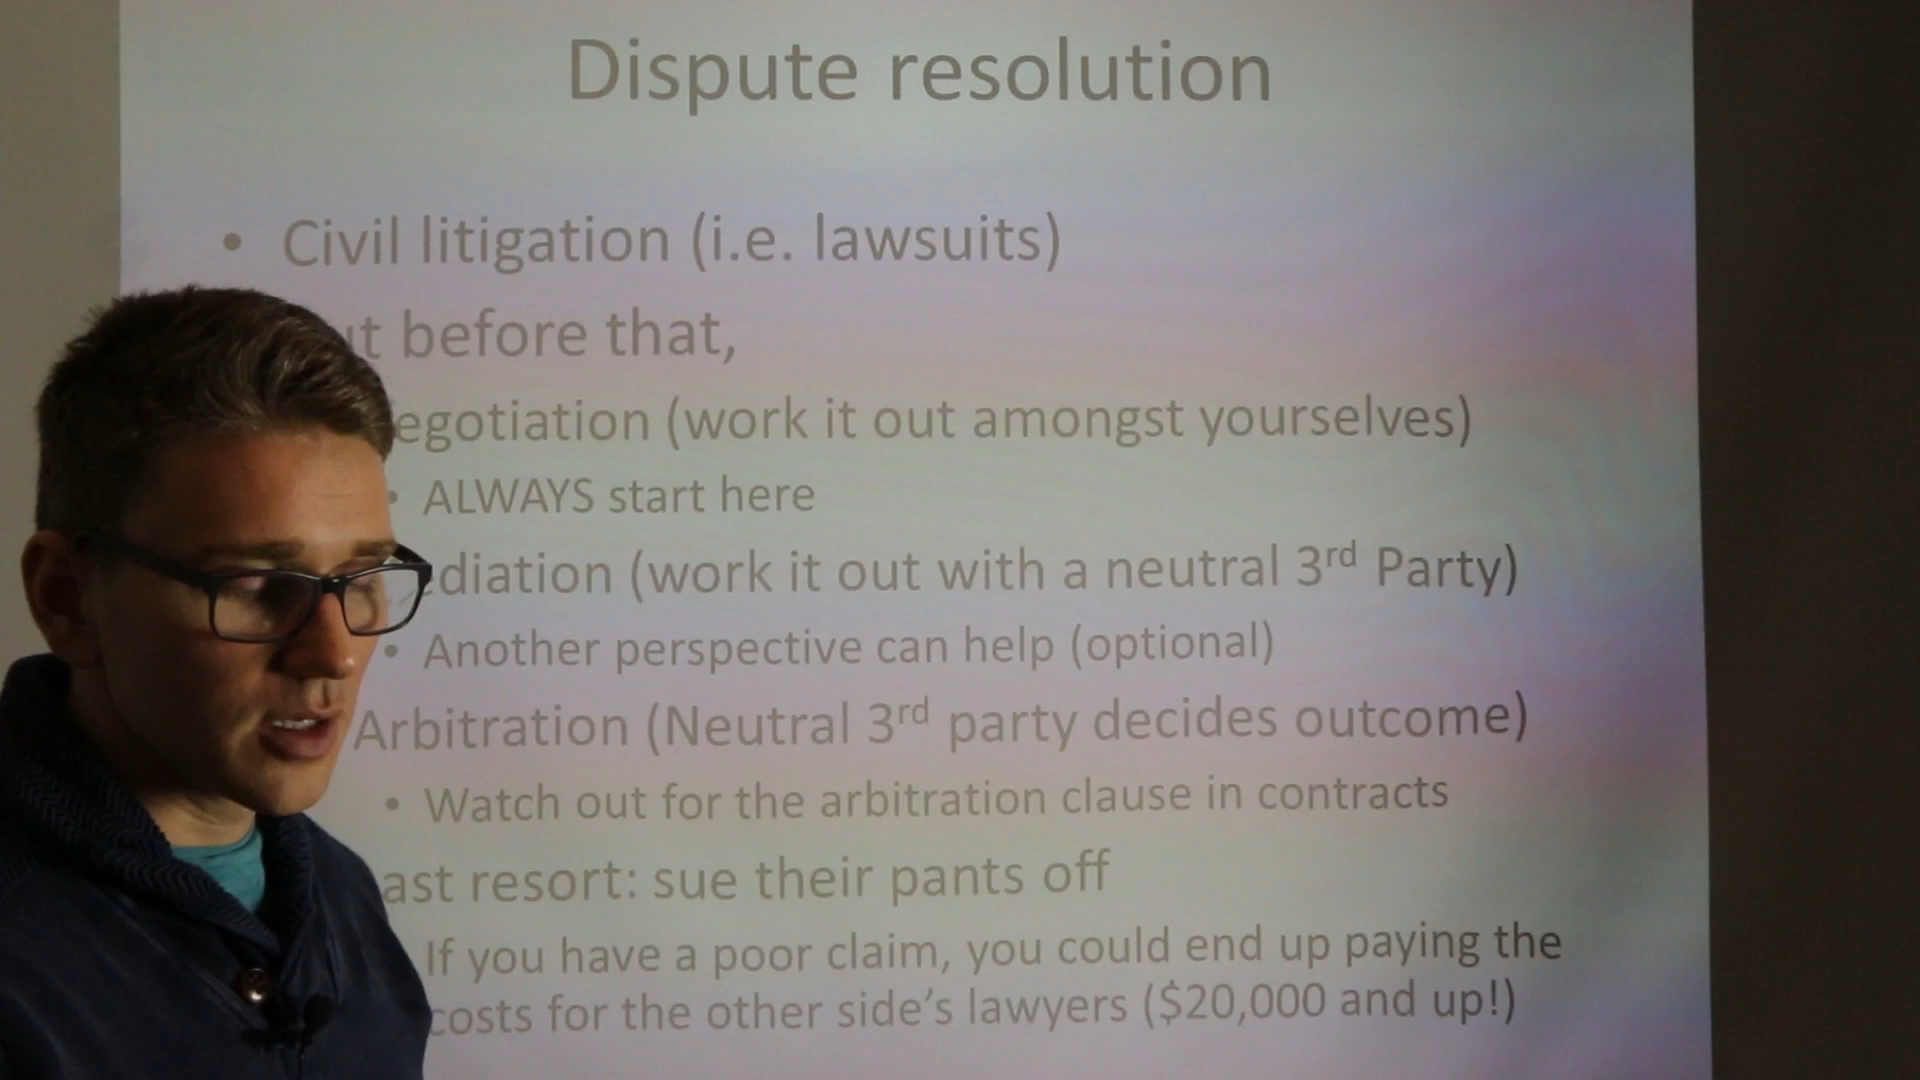 Dispute resolution
• Civil litigation (i.e. lawsuits)
before that,
egotiation (work it out amongst yourselves)
• ALWAYS start here
diation (work it out with a neutral 3rd Party)
• Another perspective can help (optional)
Arbitration (Neutral 3rd party decides outcome)
• Watch out for the arbitration clause in contracts
ast resort: sue their pants off
If you have a poor claim, you could end up paying the
costs for the other side's lawyers ($20,000 and up!)